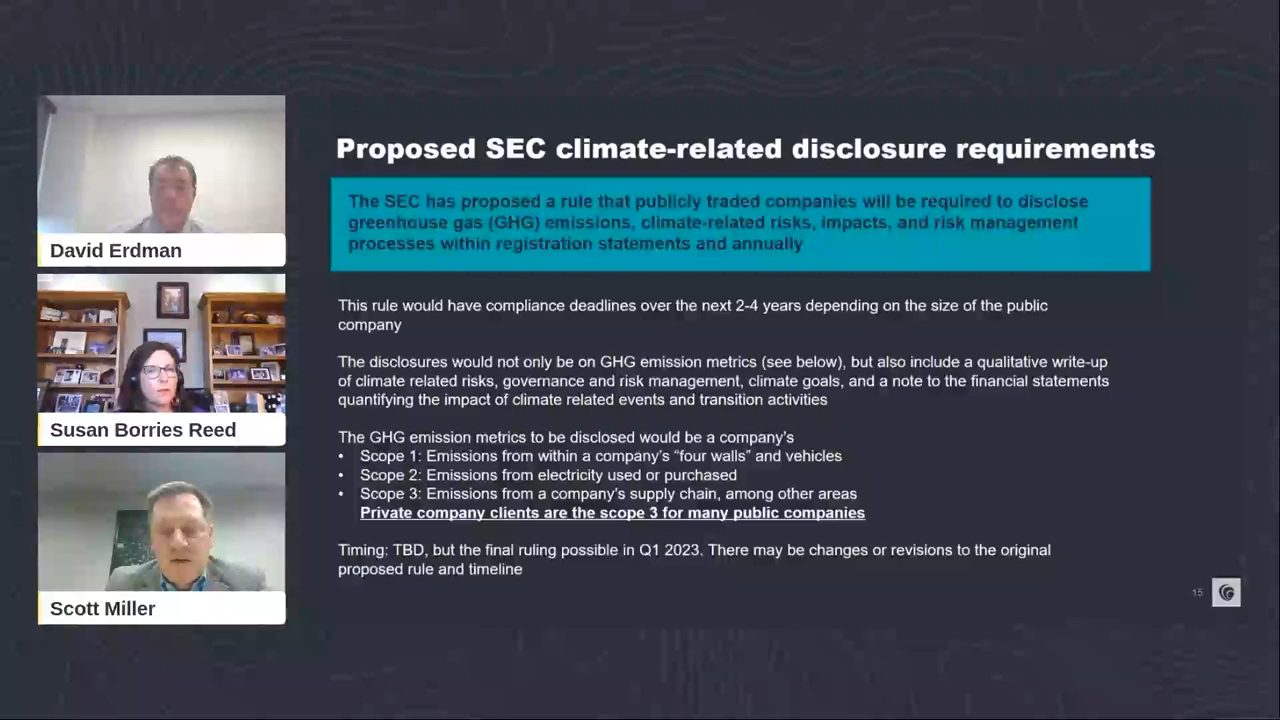 David Erdman
Susan Borries Reed
Scott Miller
Proposed SEC climate-related disclosure requirements
The SEC has proposed a rule that publicly traded companies will be required to disclose
greenhouse gas (GHG) emissions, climate-related risks, impacts, and risk management
processes within registration statements and annually
This rule would have compliance deadlines over the next 2-4 years depending on the size of the public
company
The disclosures would not only be on GHG emission metrics (see below), but also include a qualitative write-up
of climate related risks, governance and risk management, climate goals, and a note to the financial statements
quantifying the impact of climate related events and transition activities
The GHG emission metrics to be disclosed would be a company's
• Scope 1: Emissions from within a company's “four walls” and vehicles
• Scope 2: Emissions from electricity used or purchased
• Scope 3: Emissions from a company's supply chain, among other areas
Private company clients are the scope 3 for many public companies
Timing: TBD, but the final ruling possible in Q1 2023. There may be changes or revisions to the original
proposed rule and timeline
15